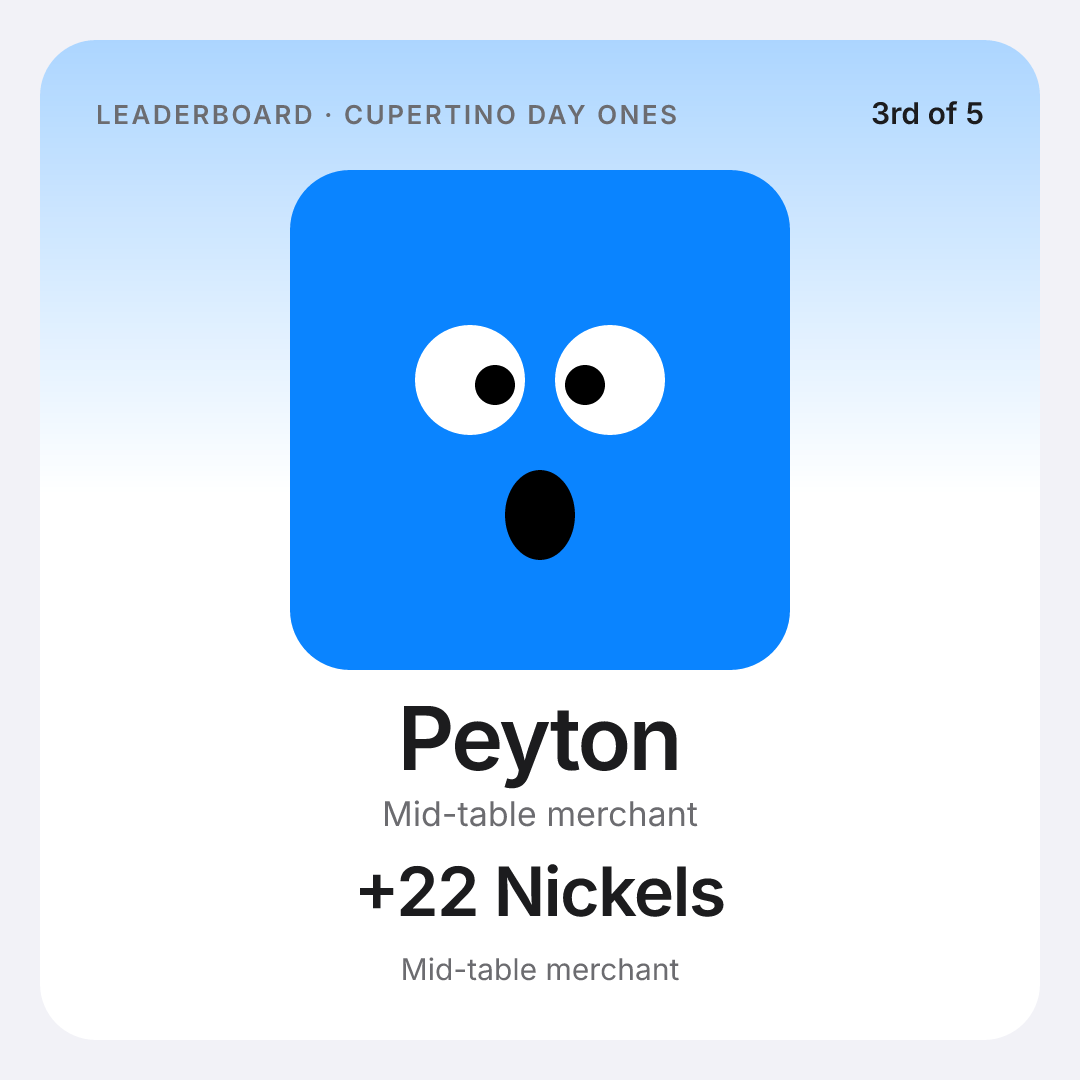 LEADERBOARD · CUPERTINO DAY ONES
3rd of 5
Peyton
Mid-table merchant
+22 Nickels
Mid-table merchant